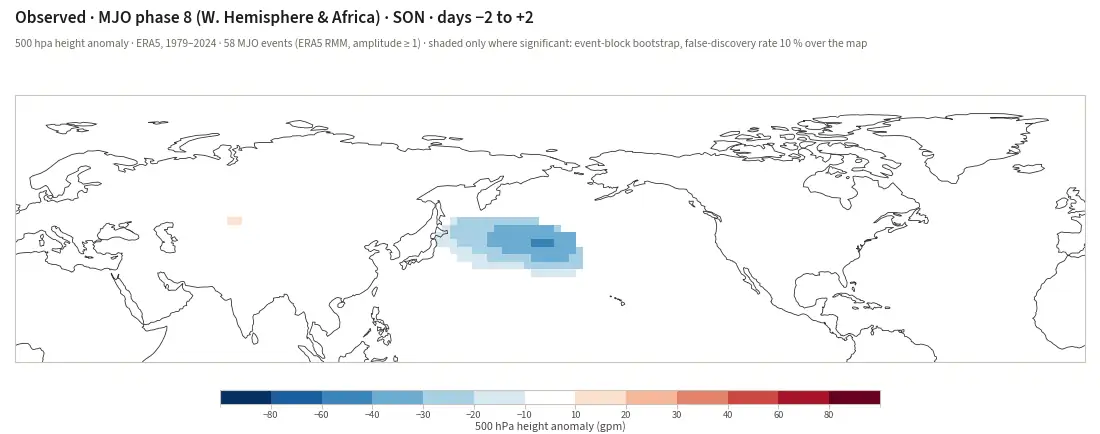 Observed · MJO phase 8 (W. Hemisphere & Africa) · SON · days −2 to +2
500 hpa height anomaly · ERA5, 1979–2024 · 58 MJO events (ERA5 RMM, amplitude ≥ 1) · shaded only where significant: event-block bootstrap, false-discovery rate 10 % over the map
−80 −60 −40 −30 −20 −10 10 20 30 40 60 80
500 hpa height anomaly (gpm)